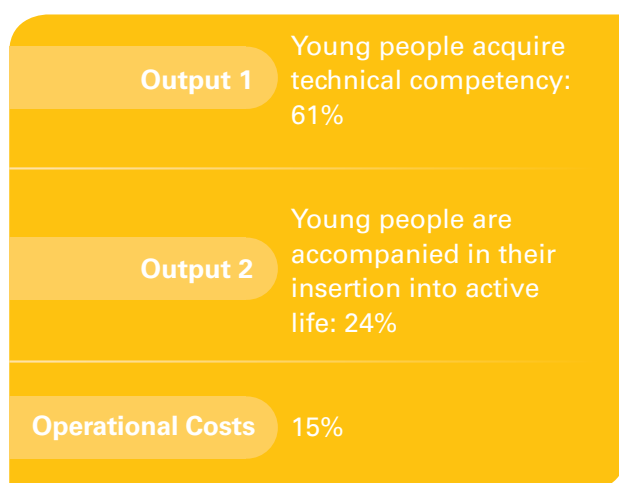 Output 1
Young people acquire
technical competency:
61%
Output 2
Young people are
accompanied in their
insertion into active
life: 24%
Operational Costs
15%